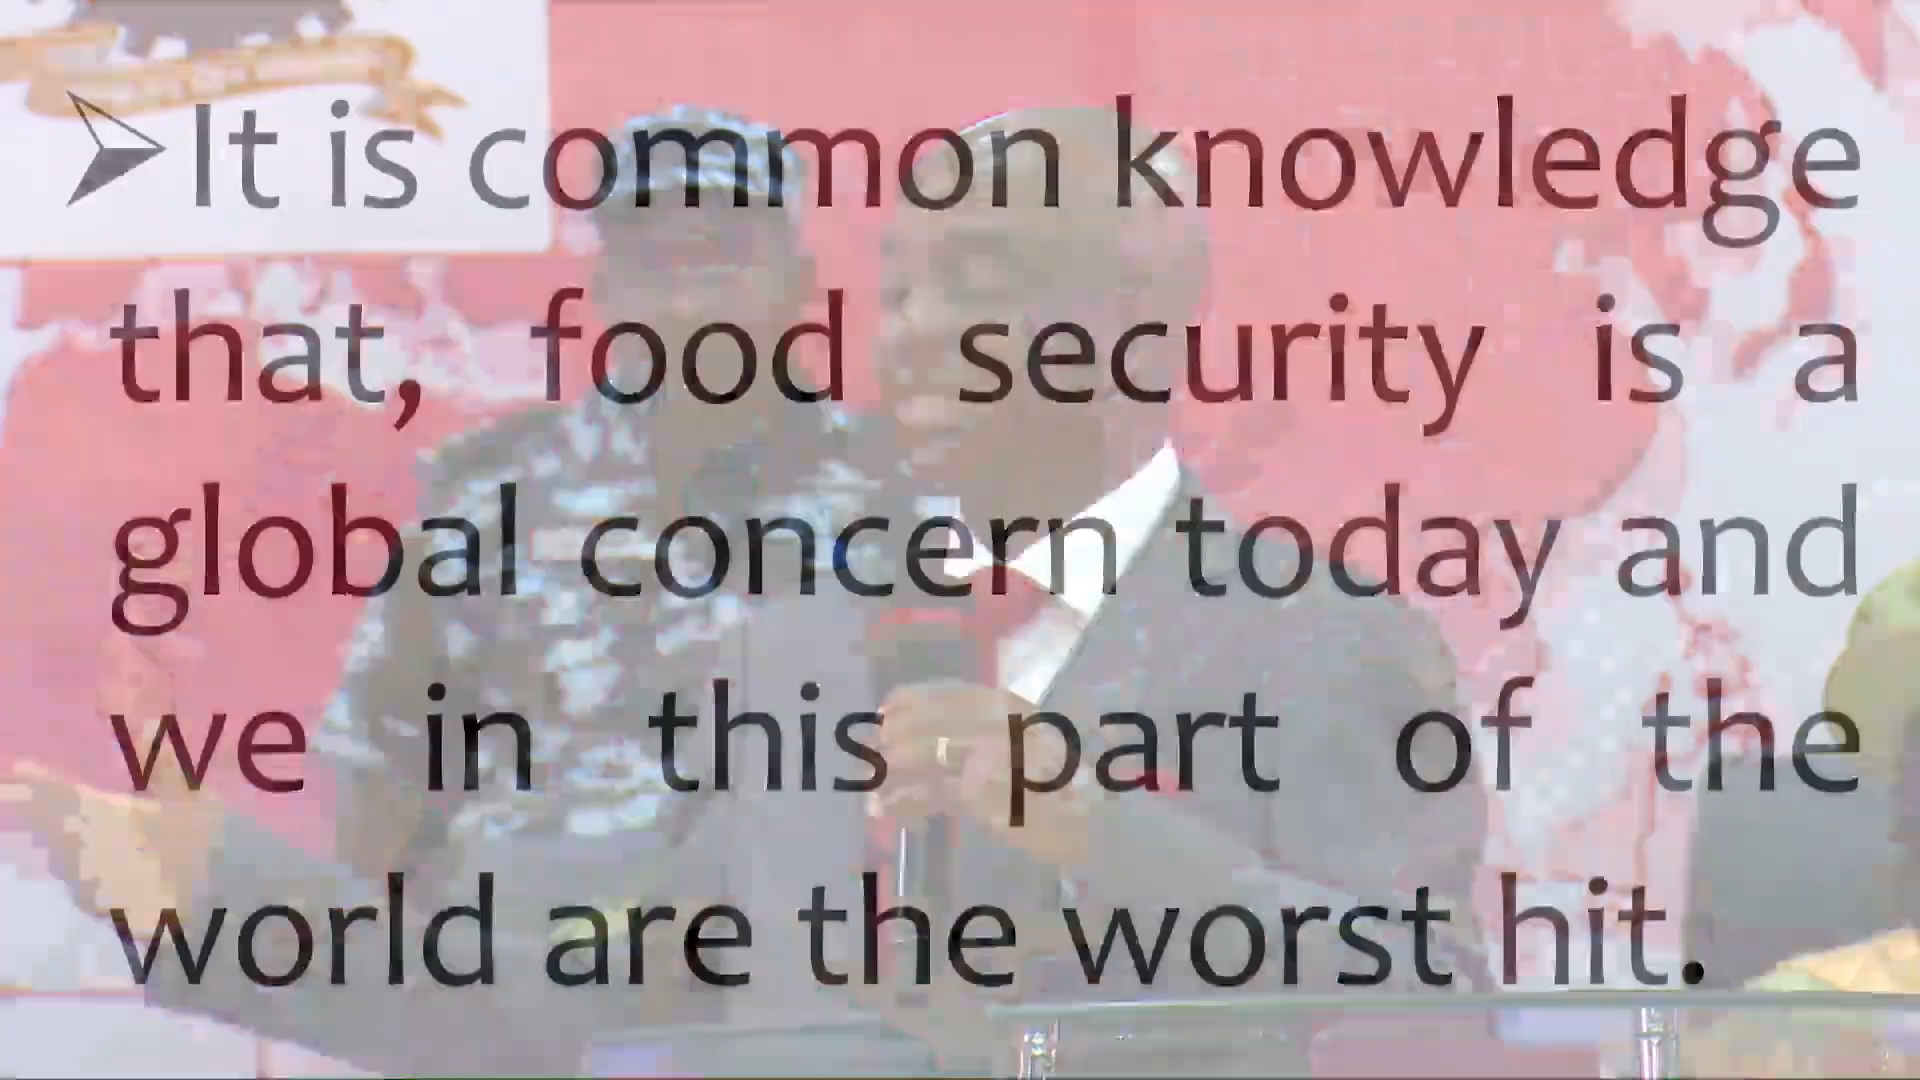 ➢It is common knowledge
that, food security is a
global concern today and
we in this part of the
world are the worst hit.